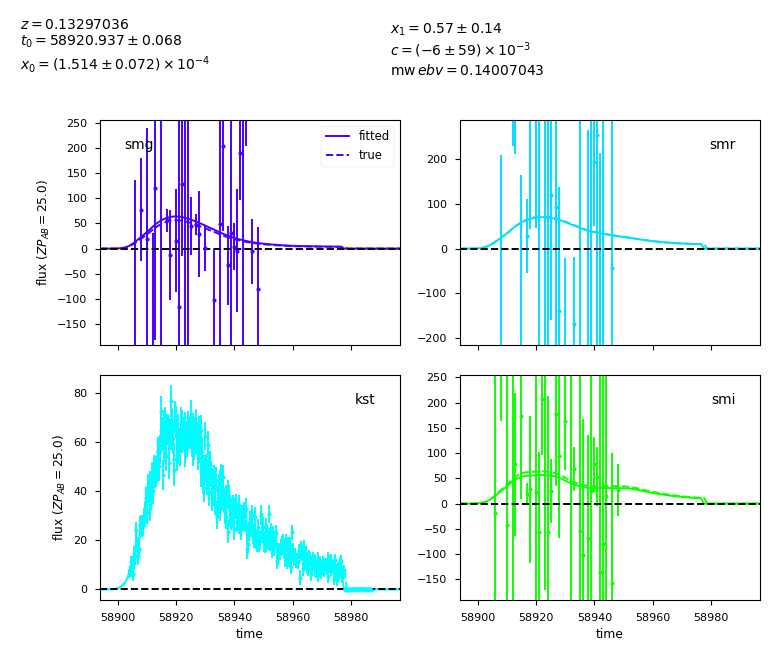 z = 0.13297036
t₀ = 58920.937 ± 0.068
x₀ = (1.514 ± 0.072) × 10⁻⁴
x₁ = 0.57 ± 0.14
c = (−6 ± 59) × 10⁻³
mw ebv = 0.14007043
smg
fitted
true
flux (ZP_AB = 25.0)
250
200
150
100
50
0
−50
−100
−150
smr
200
100
0
−100
−200
kst
flux (ZP_AB = 25.0)
80
60
40
20
0
58900 58920 58940 58960 58980
time
smi
250
200
150
100
50
0
−50
−100
−150
58900 58920 58940 58960 58980
time